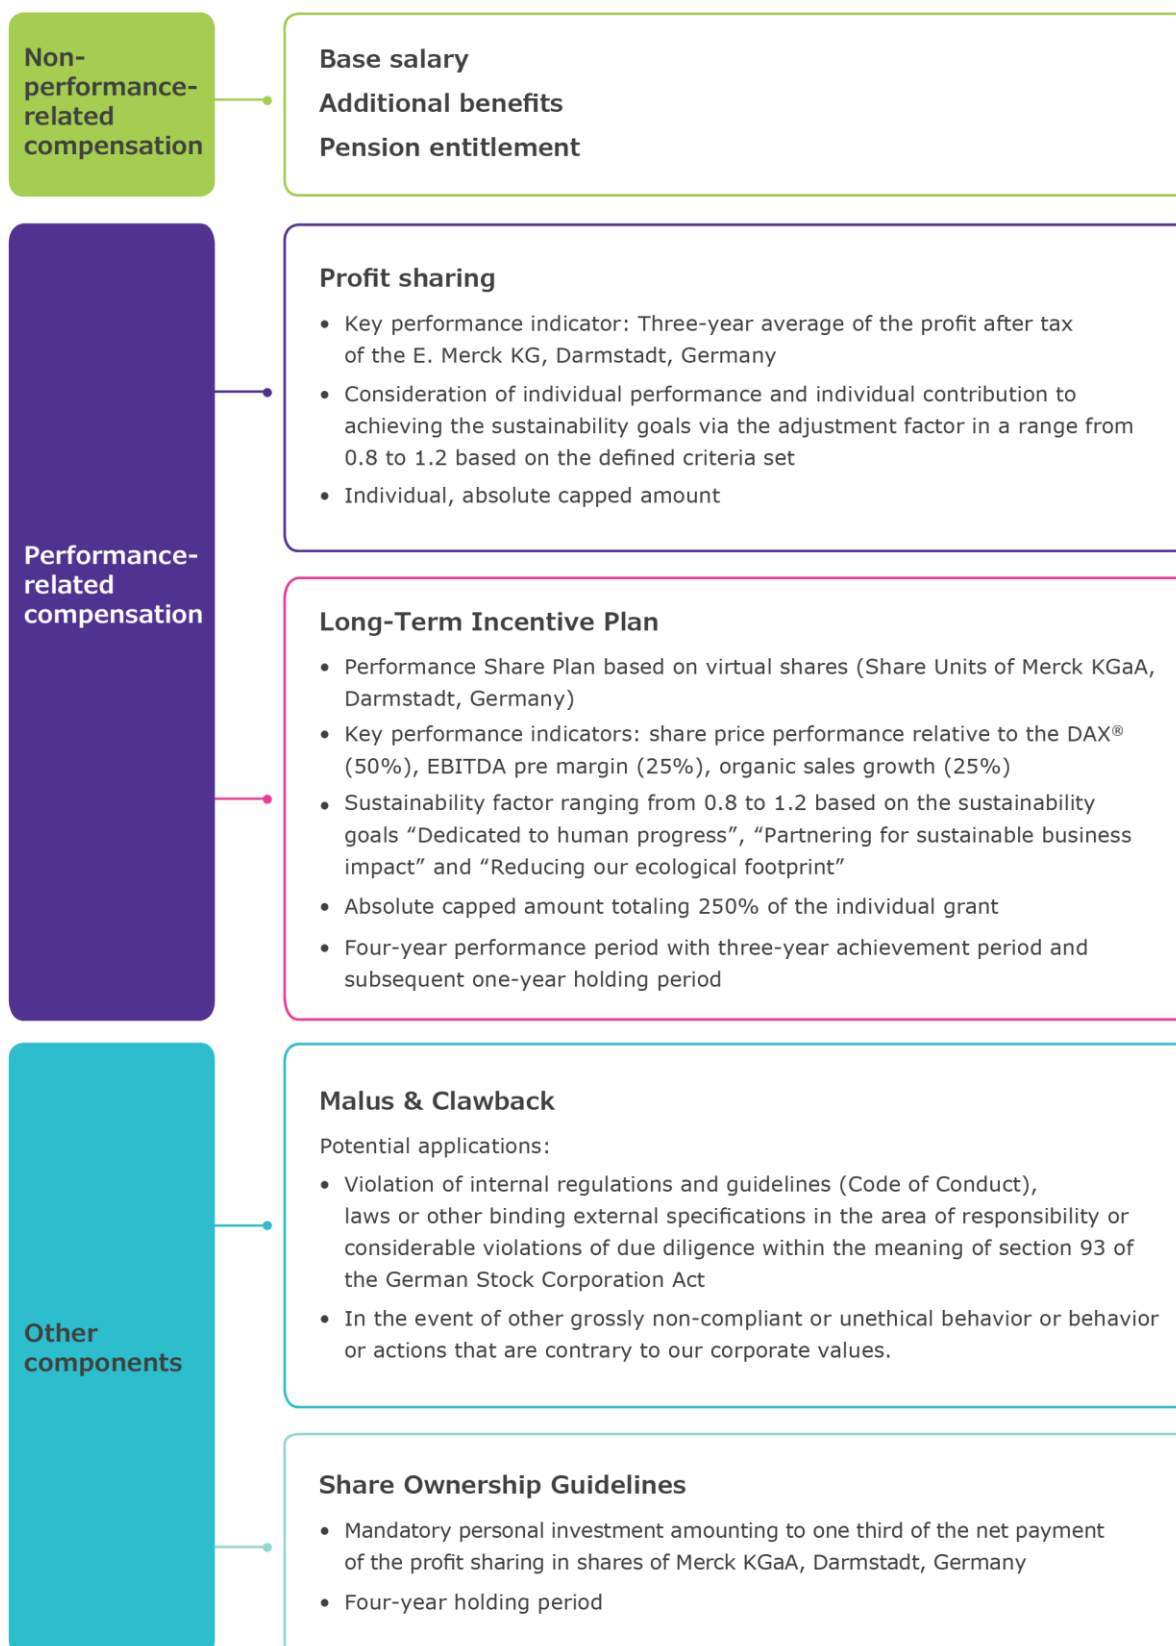 Non-
performance-
related
compensation
Base salary
Additional benefits
Pension entitlement
Performance-
related
compensation
Profit sharing
• Key performance indicator: Three-year average of the profit after tax
of the E. Merck KG, Darmstadt, Germany
• Consideration of individual performance and individual contribution to
achieving the sustainability goals via the adjustment factor in a range from
0.8 to 1.2 based on the defined criteria set
• Individual, absolute capped amount
Long-Term Incentive Plan
• Performance Share Plan based on virtual shares (Share Units of Merck KGaA,
Darmstadt, Germany)
• Key performance indicators: share price performance relative to the DAX®
(50%), EBITDA pre margin (25%), organic sales growth (25%)
• Sustainability factor ranging from 0.8 to 1.2 based on the sustainability
goals “Dedicated to human progress”, “Partnering for sustainable business
impact” and “Reducing our ecological footprint”
• Absolute capped amount totaling 250% of the individual grant
• Four-year performance period with three-year achievement period and
subsequent one-year holding period
Other
components
Malus & Clawback
Potential applications:
• Violation of internal regulations and guidelines (Code of Conduct),
laws or other binding external specifications in the area of responsibility or
considerable violations of due diligence within the meaning of section 93 of
the German Stock Corporation Act
• In the event of other grossly non-compliant or unethical behavior or behavior
or actions that are contrary to our corporate values.
Share Ownership Guidelines
• Mandatory personal investment amounting to one third of the net payment
of the profit sharing in shares of Merck KGaA, Darmstadt, Germany
• Four-year holding period